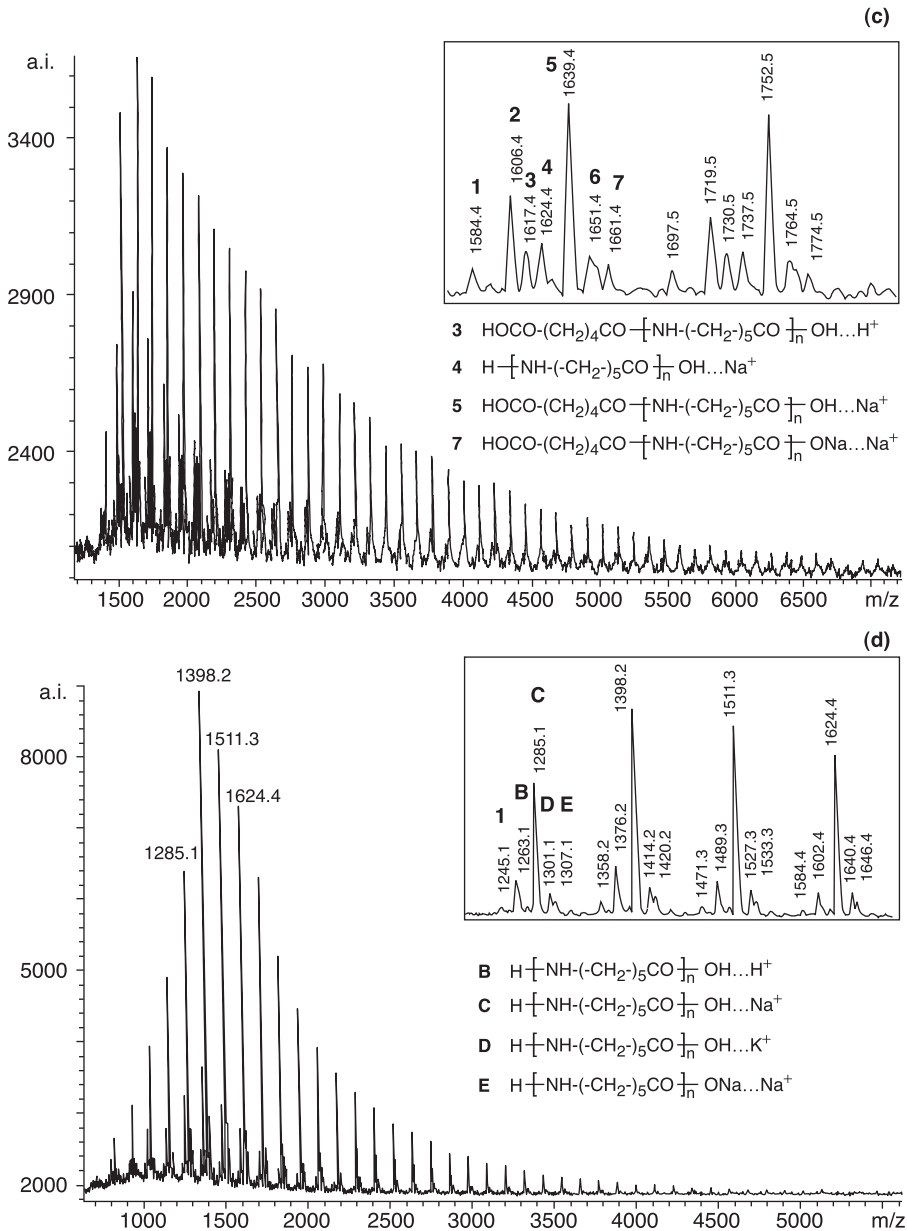 (c)
a.i.
3400
2900
2400
1500 2000 2500 3000 3500 4000 4500 5000 5500 6000 6500 m/z
1 2 3 4 5 6 7
1584.4 1606.4 1617.4 1624.4 1639.4 1651.4 1661.4 1697.5 1719.5 1730.5 1737.5 1752.5 1764.5 1774.5
3 HOCO-(CH2)4CO-[NH-(-CH2-)5CO]n OH...H+
4 H-[NH-(-CH2-)5CO]n OH...Na+
5 HOCO-(CH2)4CO-[NH-(-CH2-)5CO]n OH...Na+
7 HOCO-(CH2)4CO-[NH-(-CH2-)5CO]n ONa...Na+
(d)
a.i.
8000
5000
2000
1285.1
1398.2
1511.3
1624.4
1000 1500 2000 2500 3000 3500 4000 4500 5000 m/z
1 B C D E
1245.1 1263.1 1285.1 1301.1 1307.1 1358.2 1376.2 1398.2 1414.2 1420.2 1471.3 1489.3 1511.3 1527.3 1533.3 1584.4 1602.4 1624.4 1640.4 1646.4
B H-[NH-(-CH2-)5CO]n OH...H+
C H-[NH-(-CH2-)5CO]n OH...Na+
D H-[NH-(-CH2-)5CO]n OH...K+
E H-[NH-(-CH2-)5CO]n ONa...Na+